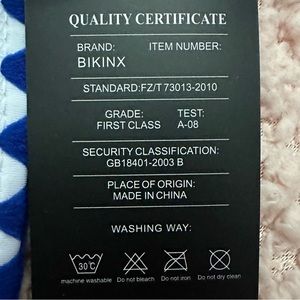 QUALITY CERTIFICATE
BRAND: ITEM NUMBER:
BIKINX
STANDARD:FZ/T 73013-2010
GRADE: TEST:
FIRST CLASS A-08
SECURITY CLASSIFICATION:
GB18401-2003 B
PLACE OF ORIGIN:
MADE IN CHINA
WASHING WAY:
30°C
machine washable Do not bleach Do not iron Do not dry clean